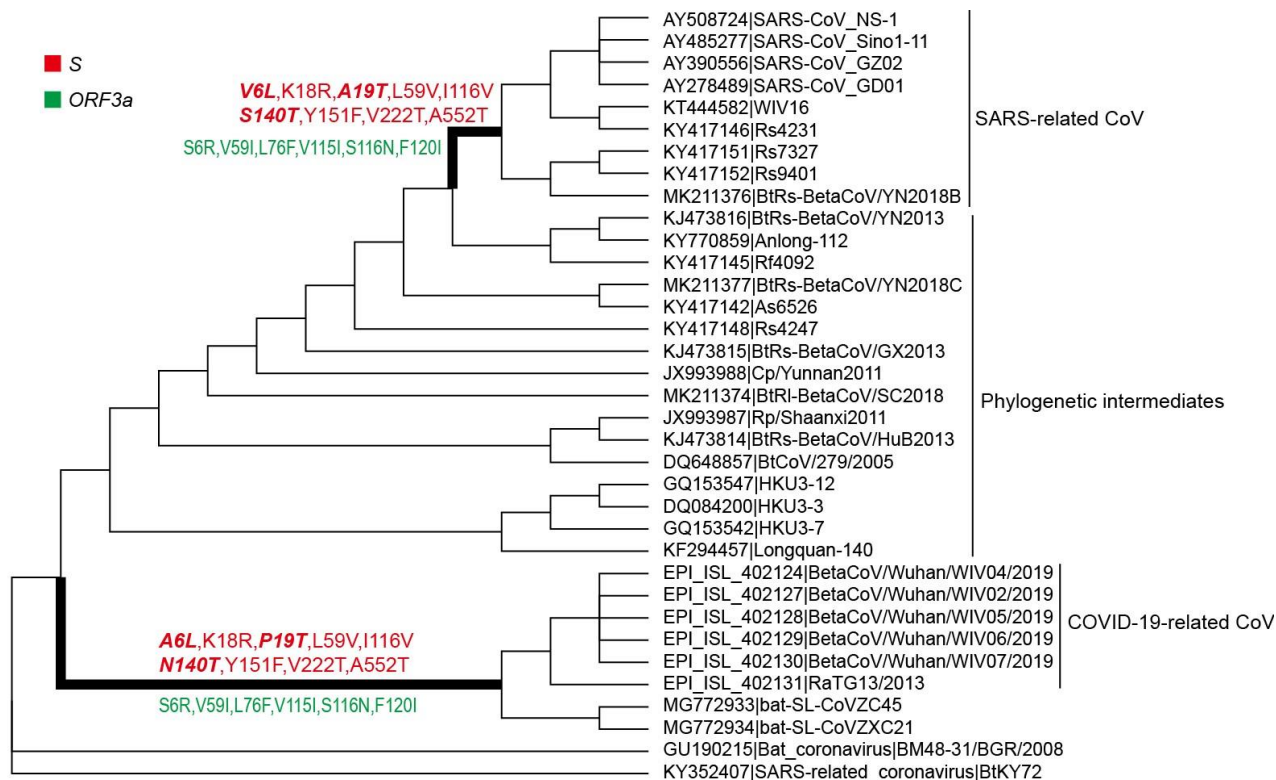 S
ORF3a
V6L,K18R,A19T,L59V,I116V
S140T,Y151F,V222T,A552T
S6R,V59I,L76F,V115I,S116N,F120I
A6L,K18R,P19T,L59V,I116V
N140T,Y151F,V222T,A552T
S6R,V59I,L76F,V115I,S116N,F120I
AY508724|SARS-CoV_NS-1
AY485277|SARS-CoV_Sino1-11
AY390556|SARS-CoV_GZ02
AY278489|SARS-CoV_GD01
KT444582|WIV16
KY417146|Rs4231
KY417151|Rs7327
KY417152|Rs9401
MK211376|BtRs-BetaCoV/YN2018B
KJ473816|BtRs-BetaCoV/YN2013
KY770859|Anlong-112
KY417145|Rf4092
MK211377|BtRs-BetaCoV/YN2018C
KY417142|As6526
KY417148|Rs4247
KJ473815|BtRs-BetaCoV/GX2013
JX993988|Cp/Yunnan2011
MK211374|BtRl-BetaCoV/SC2018
JX993987|Rp/Shaanxi2011
KJ473814|BtRs-BetaCoV/HuB2013
DQ648857|BtCoV/279/2005
GQ153547|HKU3-12
DQ084200|HKU3-3
GQ153542|HKU3-7
KF294457|Longquan-140
EPI_ISL_402124|BetaCoV/Wuhan/WIV04/2019
EPI_ISL_402127|BetaCoV/Wuhan/WIV02/2019
EPI_ISL_402128|BetaCoV/Wuhan/WIV05/2019
EPI_ISL_402129|BetaCoV/Wuhan/WIV06/2019
EPI_ISL_402130|BetaCoV/Wuhan/WIV07/2019
EPI_ISL_402131|RaTG13/2013
MG772933|bat-SL-CoVZC45
MG772934|bat-SL-CoVZXC21
GU190215|Bat_coronavirus|BM48-31/BGR/2008
KY352407|SARS-related_coronavirus|BtKY72
SARS-related CoV
Phylogenetic intermediates
COVID-19-related CoV